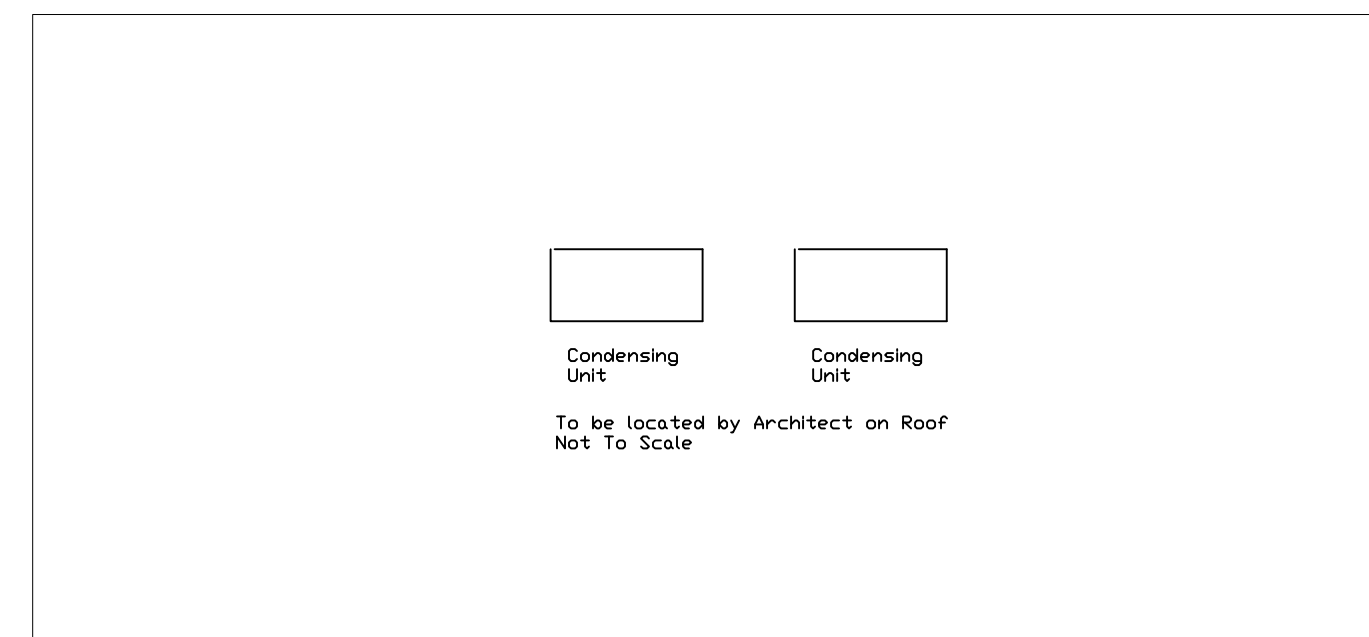 Condensing
Unit
Condensing
Unit
To be located by Architect on Roof
Not To Scale